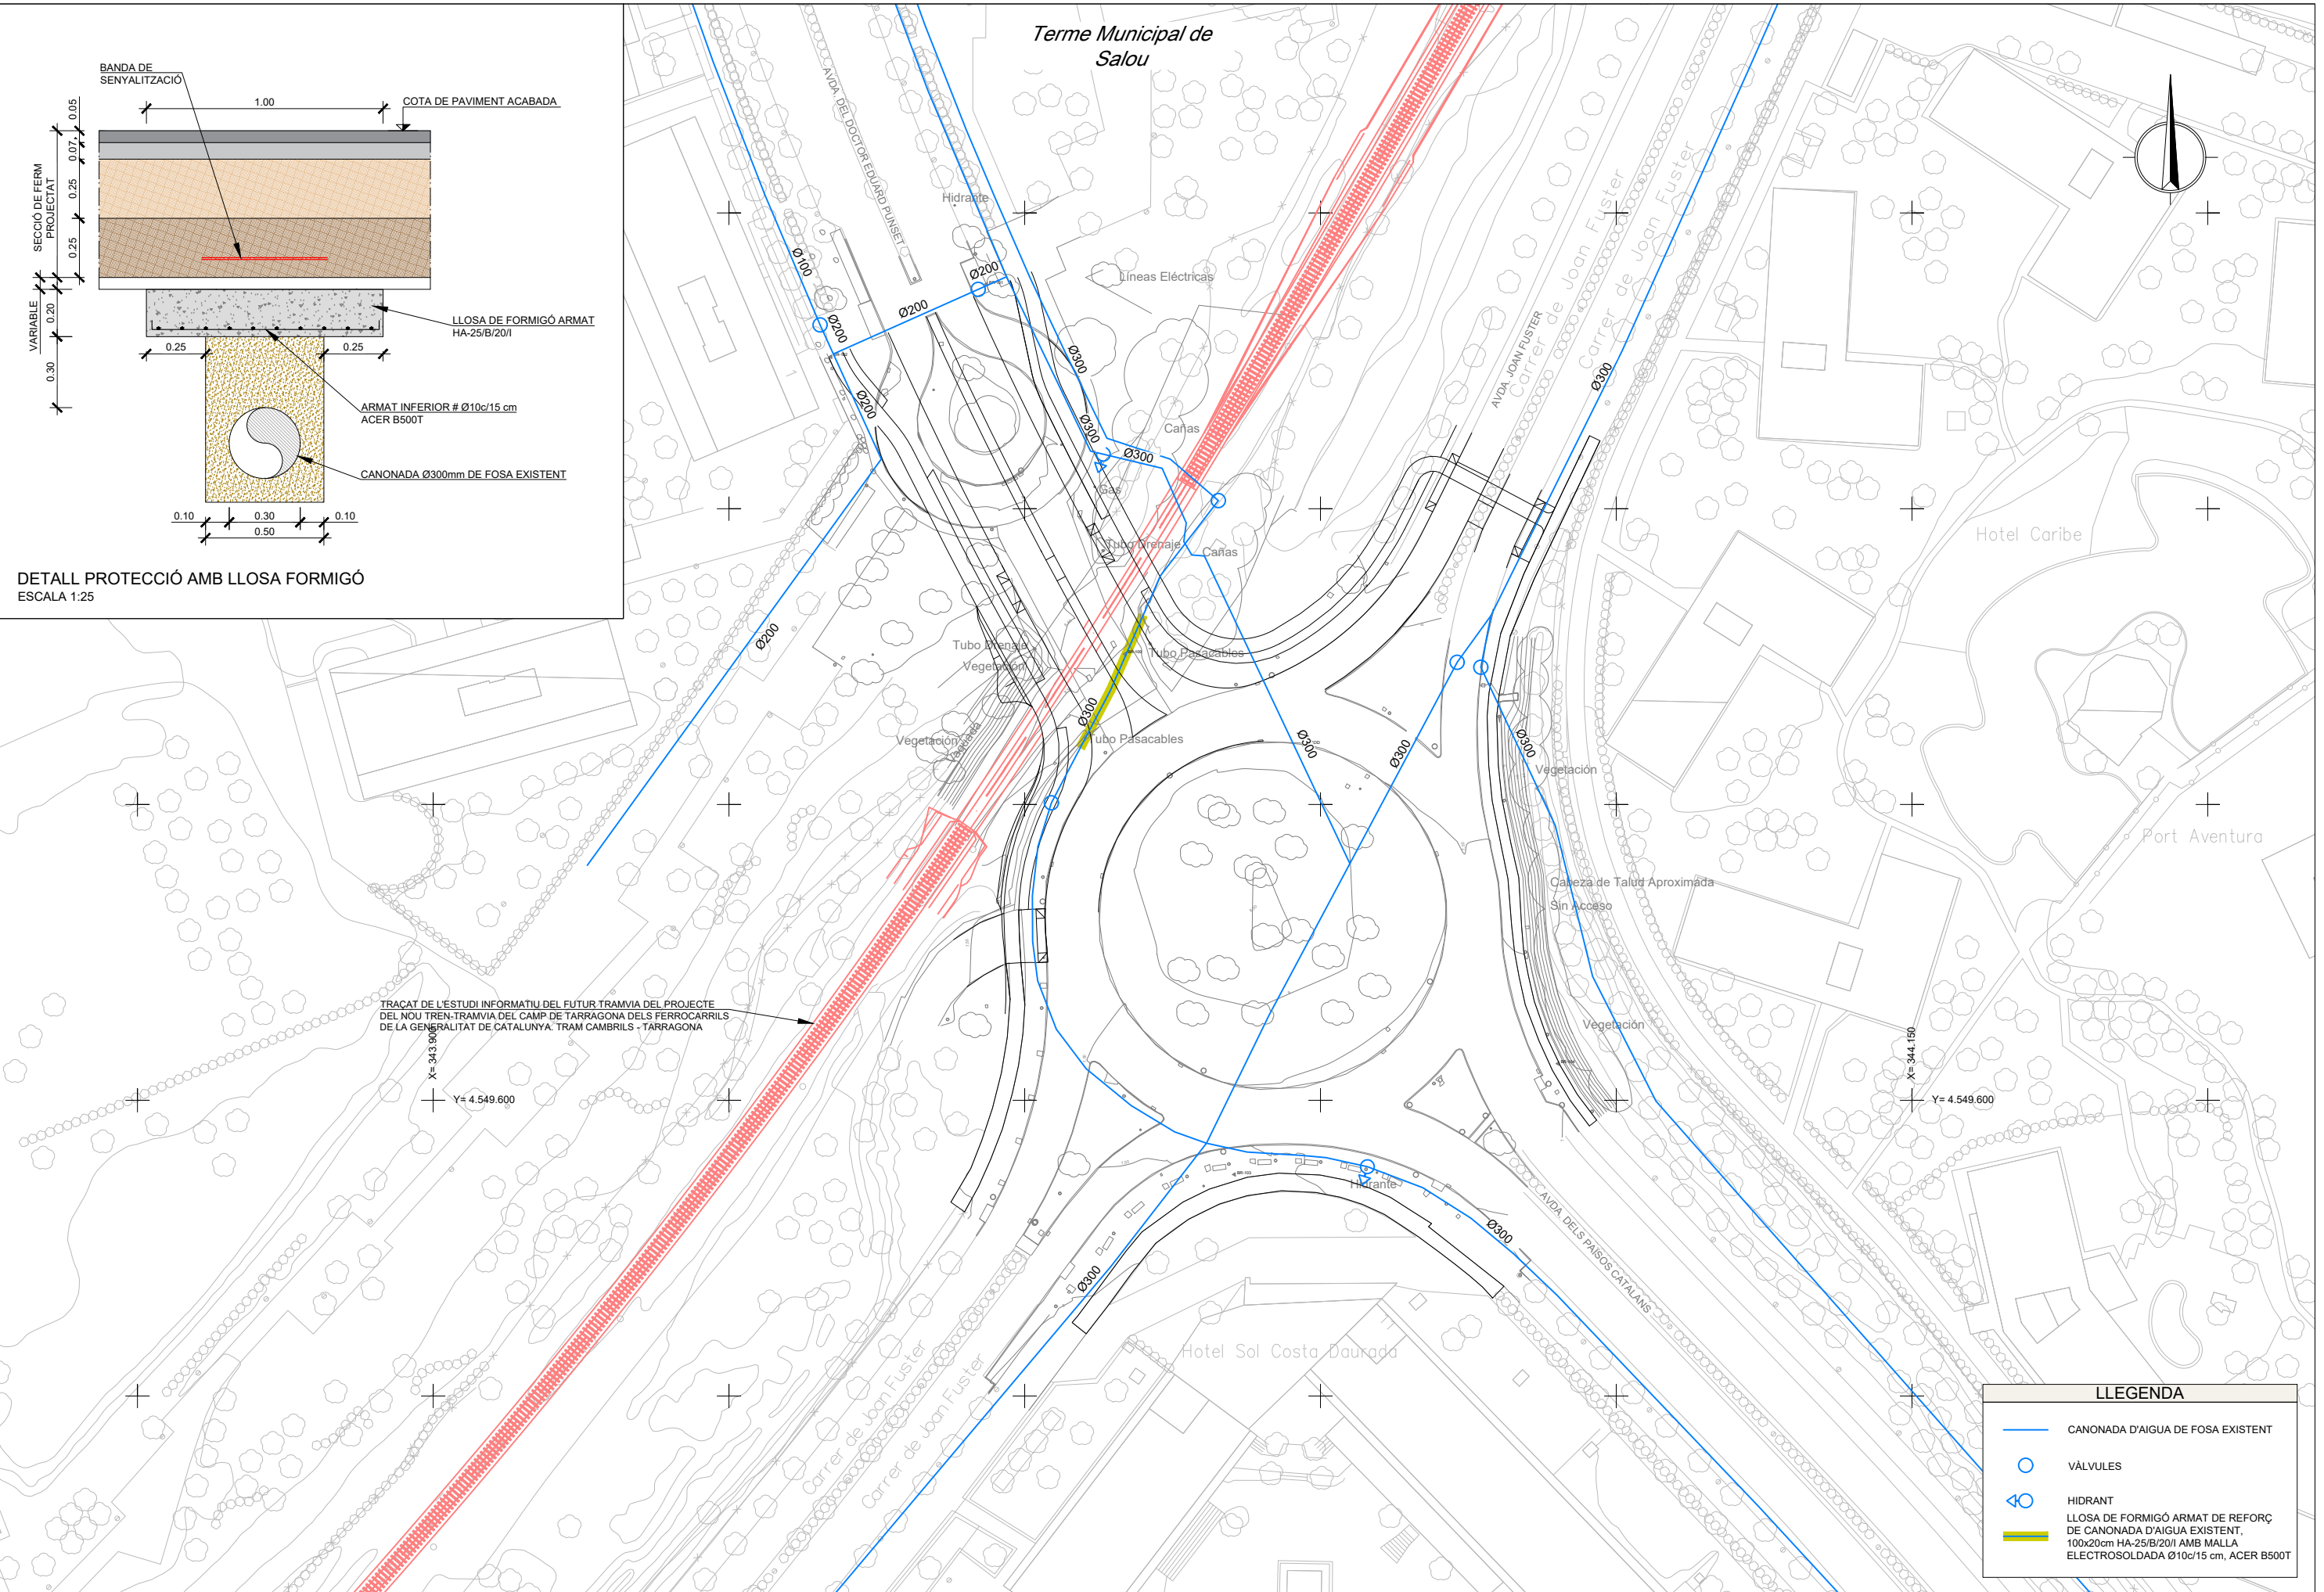 BANDA DE
SENYALITZACIÓ
1.00
COTA DE PAVIMENT ACABADA
0.05
0.07
0.25
0.25
SECCIÓ DE FERM
PROJECTAT
VARIABLE
0.20
0.30
0.25
0.25
LLOSA DE FORMIGÓ ARMAT
HA-25/B/20/I
ARMAT INFERIOR # Ø10c/15 cm
ACER B500T
CANONADA Ø300mm DE FOSA EXISTENT
0.10
0.30
0.10
0.50
DETALL PROTECCIÓ AMB LLOSA FORMIGÓ
ESCALA 1:25
Terme Municipal de
Salou
AVDA. DEL DOCTOR EDUARD PUNSET
Hidrante
Líneas Eléctricas
Ø100
Ø200
Ø200
Ø200
Ø200
Ø300
Ø300
Ø300
Cañas
Gas
Tubo Drenaje
Cañas
AVDA. JOAN FUSTER
Carrer de Joan Fuster
Carrer de Joan Fuster
Ø300
Hotel Caribe
Ø200
Tubo Drenaje
Vegetación
Tubo Pasacables
Ø300
Tubo Pasacables
Vegetación
Vaguada
Ø300
Ø300
Ø300
Vegetación
Port Aventura
Cabeza de Talud Aproximada
Sin Acceso
TRAÇAT DE L'ESTUDI INFORMATIU DEL FUTUR TRAMVIA DEL PROJECTE
DEL NOU TREN-TRAMVIA DEL CAMP DE TARRAGONA DELS FERROCARRILS
DE LA GENERALITAT DE CATALUNYA. TRAM CAMBRILS - TARRAGONA
Vegetación
X= 343.900
Y= 4.549.600
X= 344.150
Y= 4.549.600
Hidrante
Ø300
Ø300
AVDA. DELS PAÏSOS CATALANS
Hotel Sol Costa Daurada
Carrer de Joan Fuster
Carrer de Joan Fuster
LLEGENDA
CANONADA D'AIGUA DE FOSA EXISTENT
VÀLVULES
HIDRANT
LLOSA DE FORMIGÓ ARMAT DE REFORÇ
DE CANONADA D'AIGUA EXISTENT,
100x20cm HA-25/B/20/I AMB MALLA
ELECTROSOLDADA Ø10c/15 cm, ACER B500T